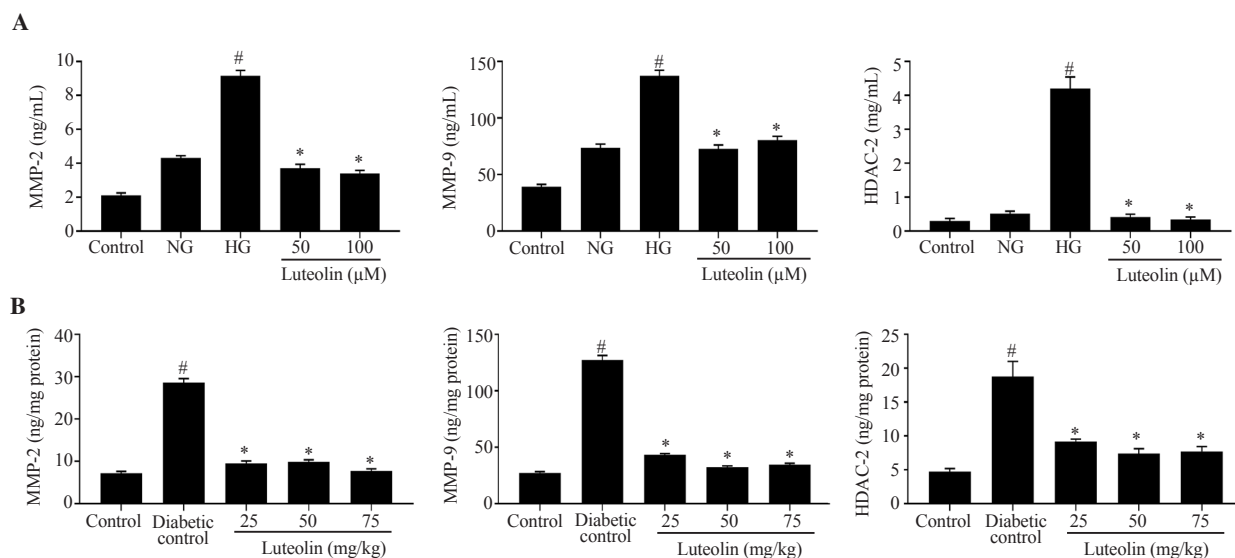 A
MMP-2 (ng/mL)
10
8
6
4
2
0
#
*
*
Control NG HG 50 100
Luteolin (µM)
MMP-9 (ng/mL)
150
100
75
50
0
#
*
*
Control NG HG 50 100
Luteolin (µM)
HDAC-2 (mg/mL)
5
4
3
2
1
0
#
*
*
Control NG HG 50 100
Luteolin (µM)
B
MMP-2 (ng/mg protein)
40
30
20
10
0
#
*
*
*
Control Diabetic 25 50 75
control
Luteolin (mg/kg)
MMP-9 (ng/mg protein)
150
100
50
50
0
#
*
*
*
Control Diabetic 25 50 75
control
Luteolin (mg/kg)
HDAC-2 (ng/mg protein)
25
20
15
10
5
0
#
*
*
*
Control Diabetic 25 50 75
control
Luteolin (mg/kg)